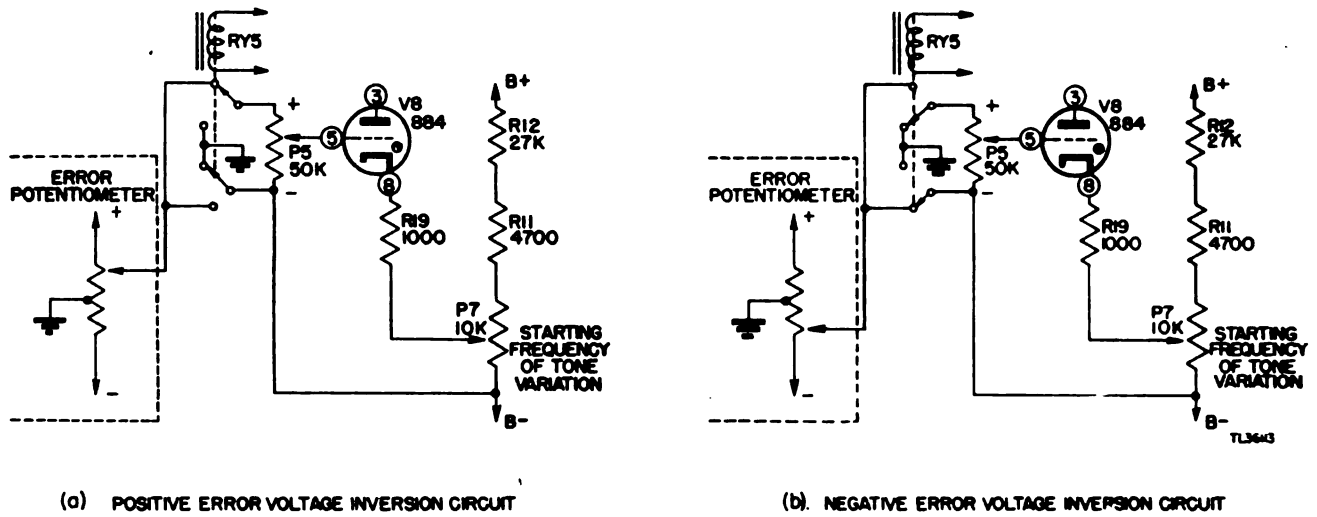 RY5
+
3
V8
884
5
P5
50K
-
8
B+
R12
27K
R19
1000
R11
4700
P7
10K
STARTING
FREQUENCY
OF TONE
VARIATION
B-
ERROR
POTENTIOMETER
+
-
(a) POSITIVE ERROR VOLTAGE INVERSION CIRCUIT
RY5
+
3
V8
884
5
P5
50K
-
8
B+
R12
27K
R19
1000
R11
4700
P7
10K
STARTING
FREQUENCY
OF TONE
VARIATION
B-
ERROR
POTENTIOMETER
+
-
(b). NEGATIVE ERROR VOLTAGE INVERSION CIRCUIT